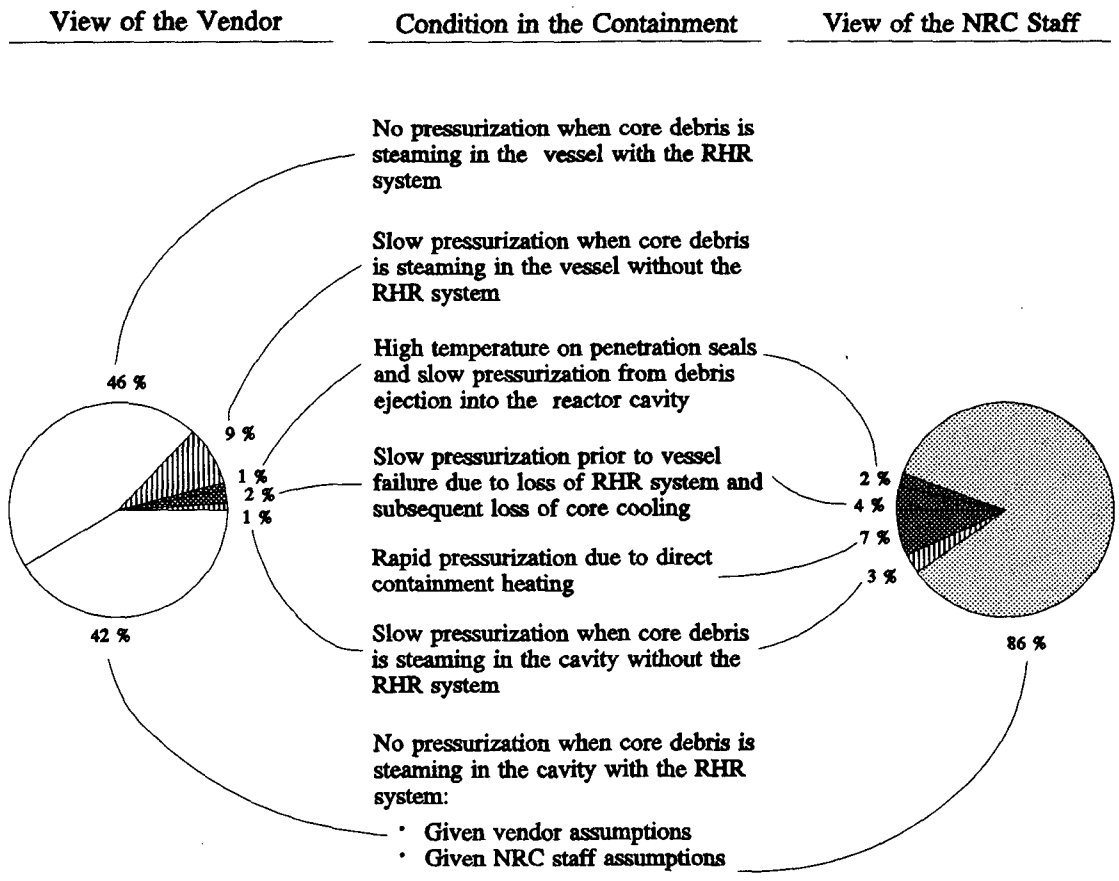 View of the Vendor
Condition in the Containment
View of the NRC Staff
No pressurization when core debris is
steaming in the vessel with the RHR
system
Slow pressurization when core debris
is steaming in the vessel without the
RHR system
High temperature on penetration seals
and slow pressurization from debris
ejection into the reactor cavity
Slow pressurization prior to vessel
failure due to loss of RHR system and
subsequent loss of core cooling
Rapid pressurization due to direct
containment heating
Slow pressurization when core debris
is steaming in the cavity without the
RHR system
No pressurization when core debris is
steaming in the cavity with the RHR
system:
· Given vendor assumptions
· Given NRC staff assumptions
46 %
9 %
1 %
2 %
1 %
42 %
2 %
4 %
7 %
3 %
86 %